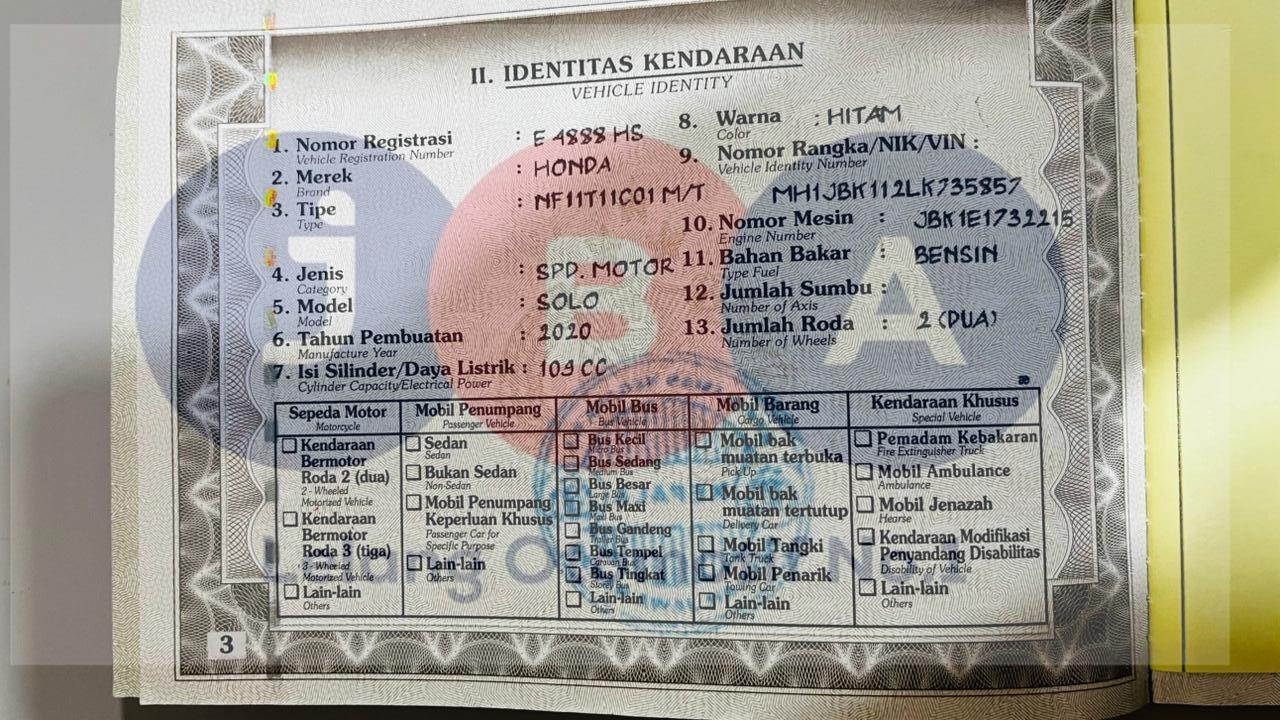 II. IDENTITAS KENDARAAN
VEHICLE IDENTITY
1. Nomor Registrasi : E 4888 HS
Vehicle Registration Number
2. Merek : HONDA
Brand
3. Tipe : NF11T11C01 M/T
Type
4. Jenis : SPD. MOTOR
Category
5. Model : SOLO
Model
6. Tahun Pembuatan : 2020
Manufacture Year
7. Isi Silinder/Daya Listrik : 109 CC
Cylinder Capacity/Electrical Power
8. Warna : HITAM
Color
9. Nomor Rangka/NIK/VIN :
Vehicle Identity Number
MH1JBK112LK735857
10. Nomor Mesin : JBK1E1732215
Engine Number
11. Bahan Bakar : BENSIN
Type Fuel
12. Jumlah Sumbu :
Number of Axis
13. Jumlah Roda : 2 (DUA)
Number of Wheels
Sepeda Motor
Motorcycle
Kendaraan
Bermotor
Roda 2 (dua)
2 - Wheeled
Motorized Vehicle
Kendaraan
Bermotor
Roda 3 (tiga)
3 - Wheeled
Motorized Vehicle
Lain-lain
Others
Mobil Penumpang
Passenger Vehicle
Sedan
Sedan
Bukan Sedan
Non-Sedan
Mobil Penumpang
Keperluan Khusus
Passenger Car for
Specific Purpose
Lain-lain
Others
Mobil Bus
Bus Vehicle
Bus Kecil
Micro Bus
Bus Sedang
Medium Bus
Bus Besar
Large Bus
Bus Maxi
Maxi Bus
Bus Gandeng
Trailer Bus
Bus Tempel
Caravan Bus
Bus Tingkat
Storey Bus
Lain-lain
Others
Mobil Barang
Cargo Vehicle
Mobil bak
muatan terbuka
Pick Up
Mobil bak
muatan tertutup
Delivery Car
Mobil Tangki
Tank Truck
Mobil Penarik
Towing Car
Lain-lain
Others
Kendaraan Khusus
Special Vehicle
Pemadam Kebakaran
Fire Extinguisher Truck
Mobil Ambulance
Ambulance
Mobil Jenazah
Hearse
Kendaraan Modifikasi
Penyandang Disabilitas
Disability of Vehicle
Lain-lain
Others
3
B
A